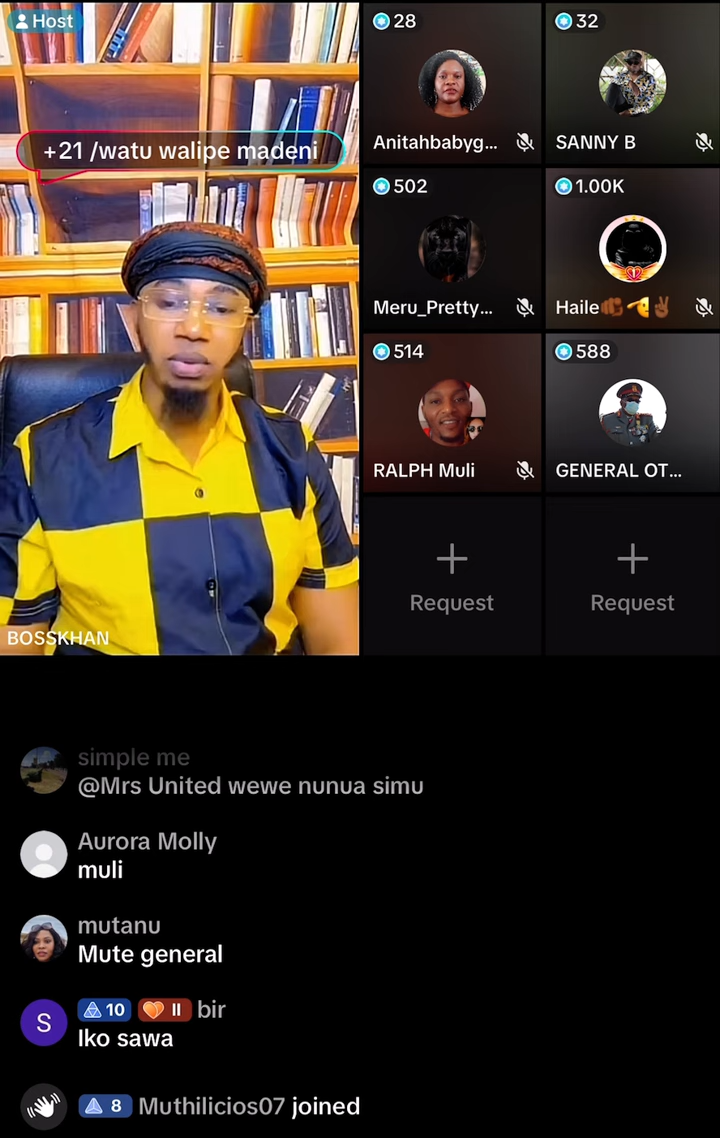 Host
+21 /watu walipe madeni
BOSSKHAN
28
Anitahbabyg...
32
SANNY B
502
Meru_Pretty...
1.00K
Haile
514
RALPH Muli
588
GENERAL OT...
Request
Request
simple me
@Mrs United wewe nunua simu
Aurora Molly
muli
mutanu
Mute general
S
10 II bir
Iko sawa
8 Muthilicios07 joined